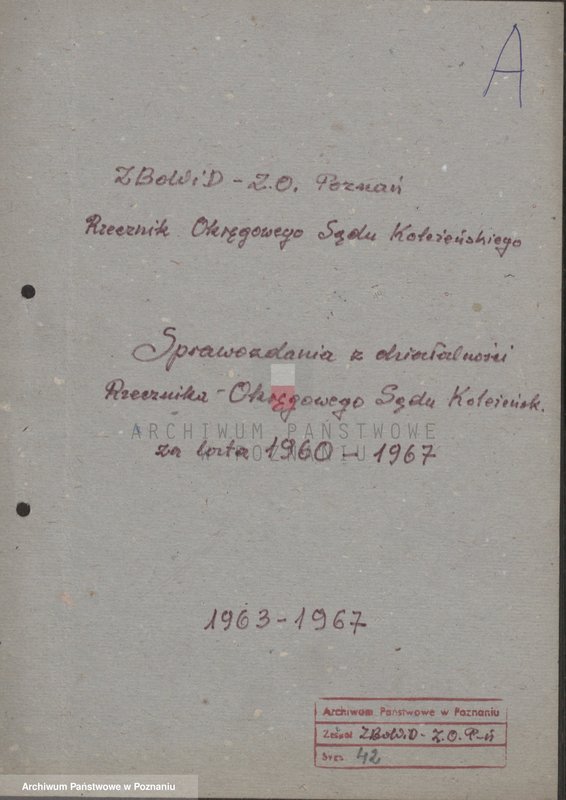 A
ZBoWiD - Z.O. Poznań
Rzecznik Okręgowego Sądu Koleżeńskiego
Sprawozdania z działalności
Rzecznika - Okręgowego Sądu Koleżeńsk.
ARCHIWUM PAŃSTWOWE
W POZNANIU
za lata 1960 - 1967
1963 - 1967
Archiwum Państwowe w Poznaniu
Zespół ZBoWiD - Z.O. P-ń
Sygn. 42
Archiwum Państwowe w Poznaniu